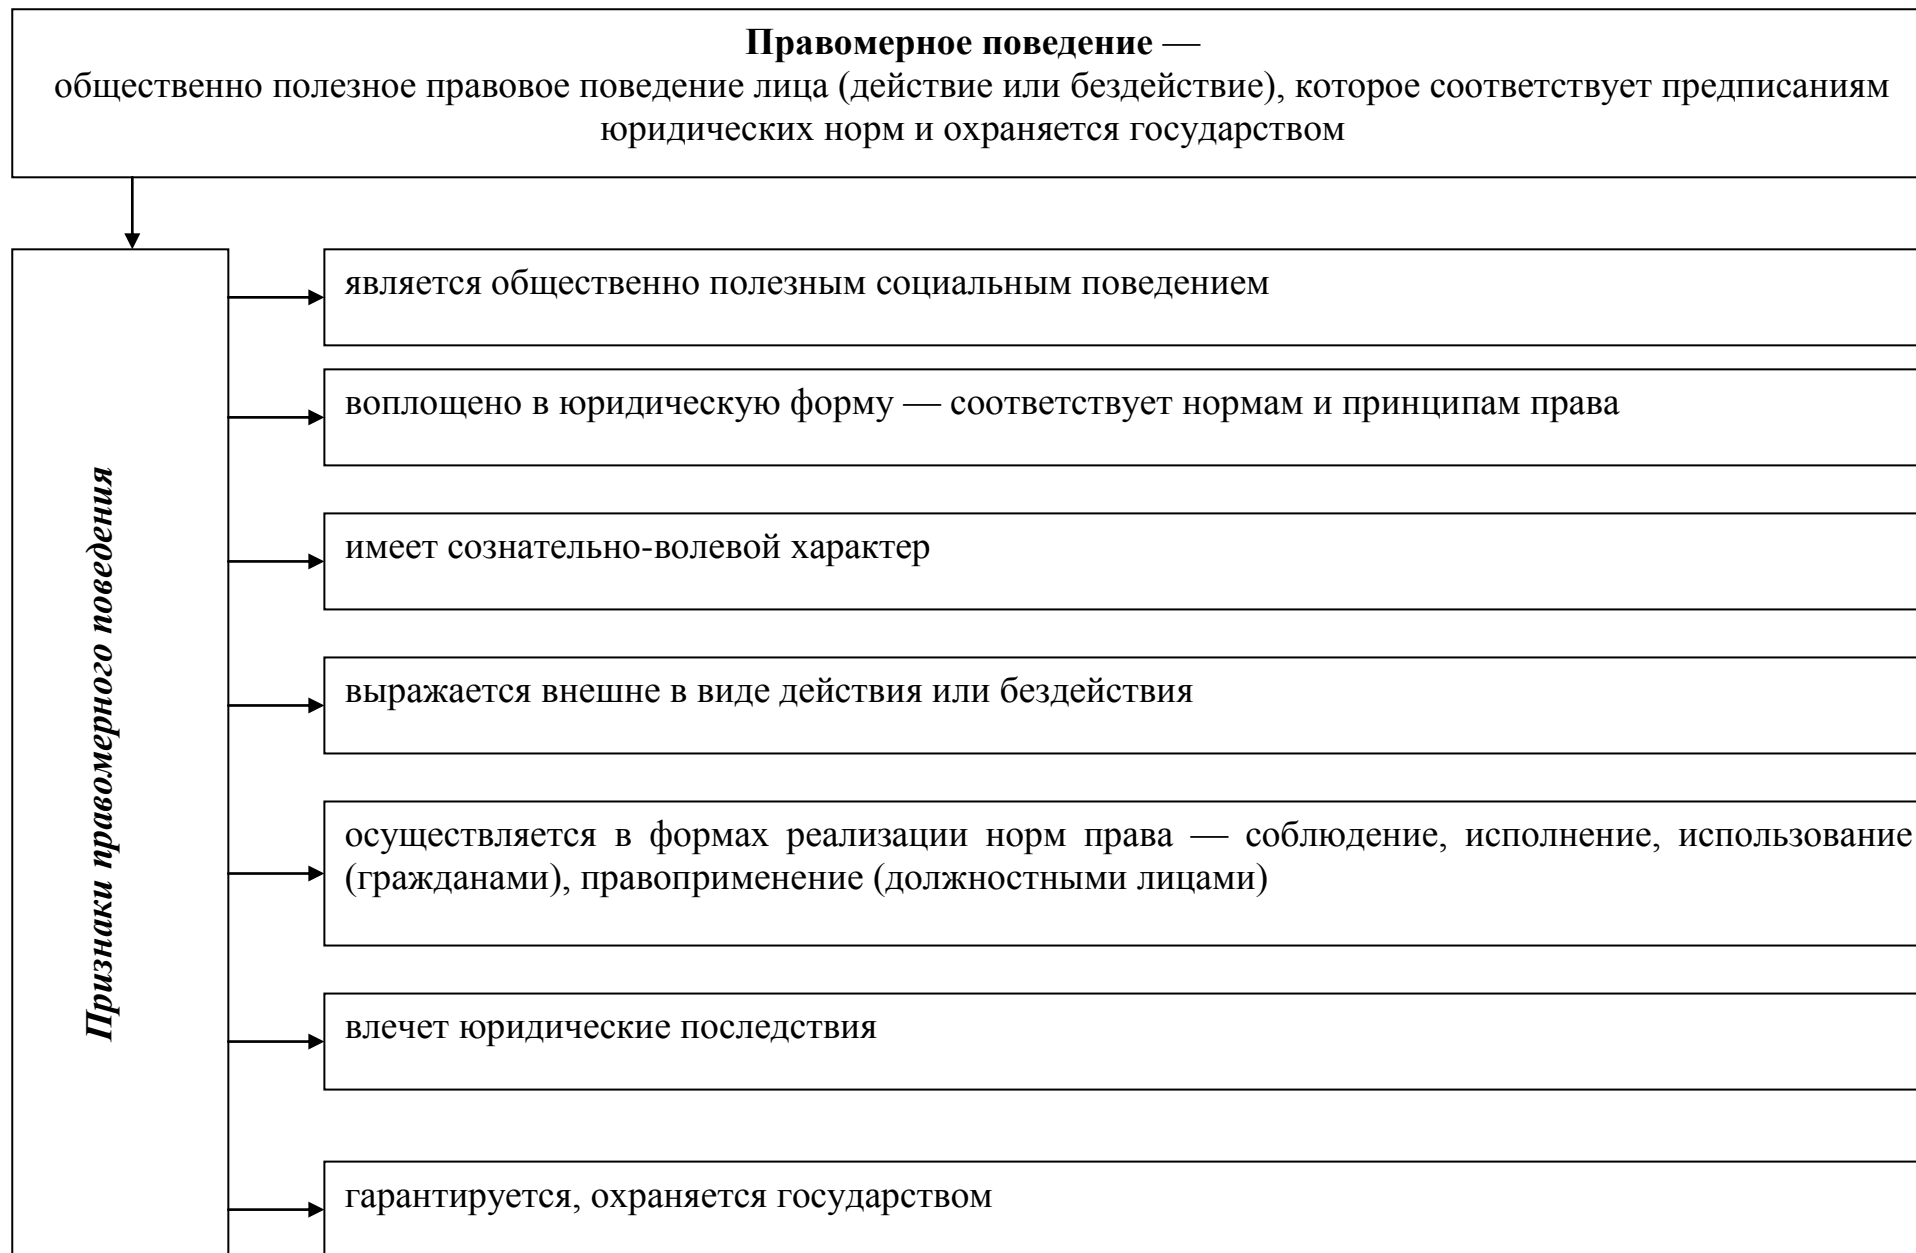 Правомерное поведение —
общественно полезное правовое поведение лица (действие или бездействие), которое соответствует предписаниям
юридических норм и охраняется государством
Признаки правомерного поведения
является общественно полезным социальным поведением
воплощено в юридическую форму — соответствует нормам и принципам права
имеет сознательно-волевой характер
выражается внешне в виде действия или бездействия
осуществляется в формах реализации норм права — соблюдение, исполнение, использование
(гражданами), правоприменение (должностными лицами)
влечет юридические последствия
гарантируется, охраняется государством